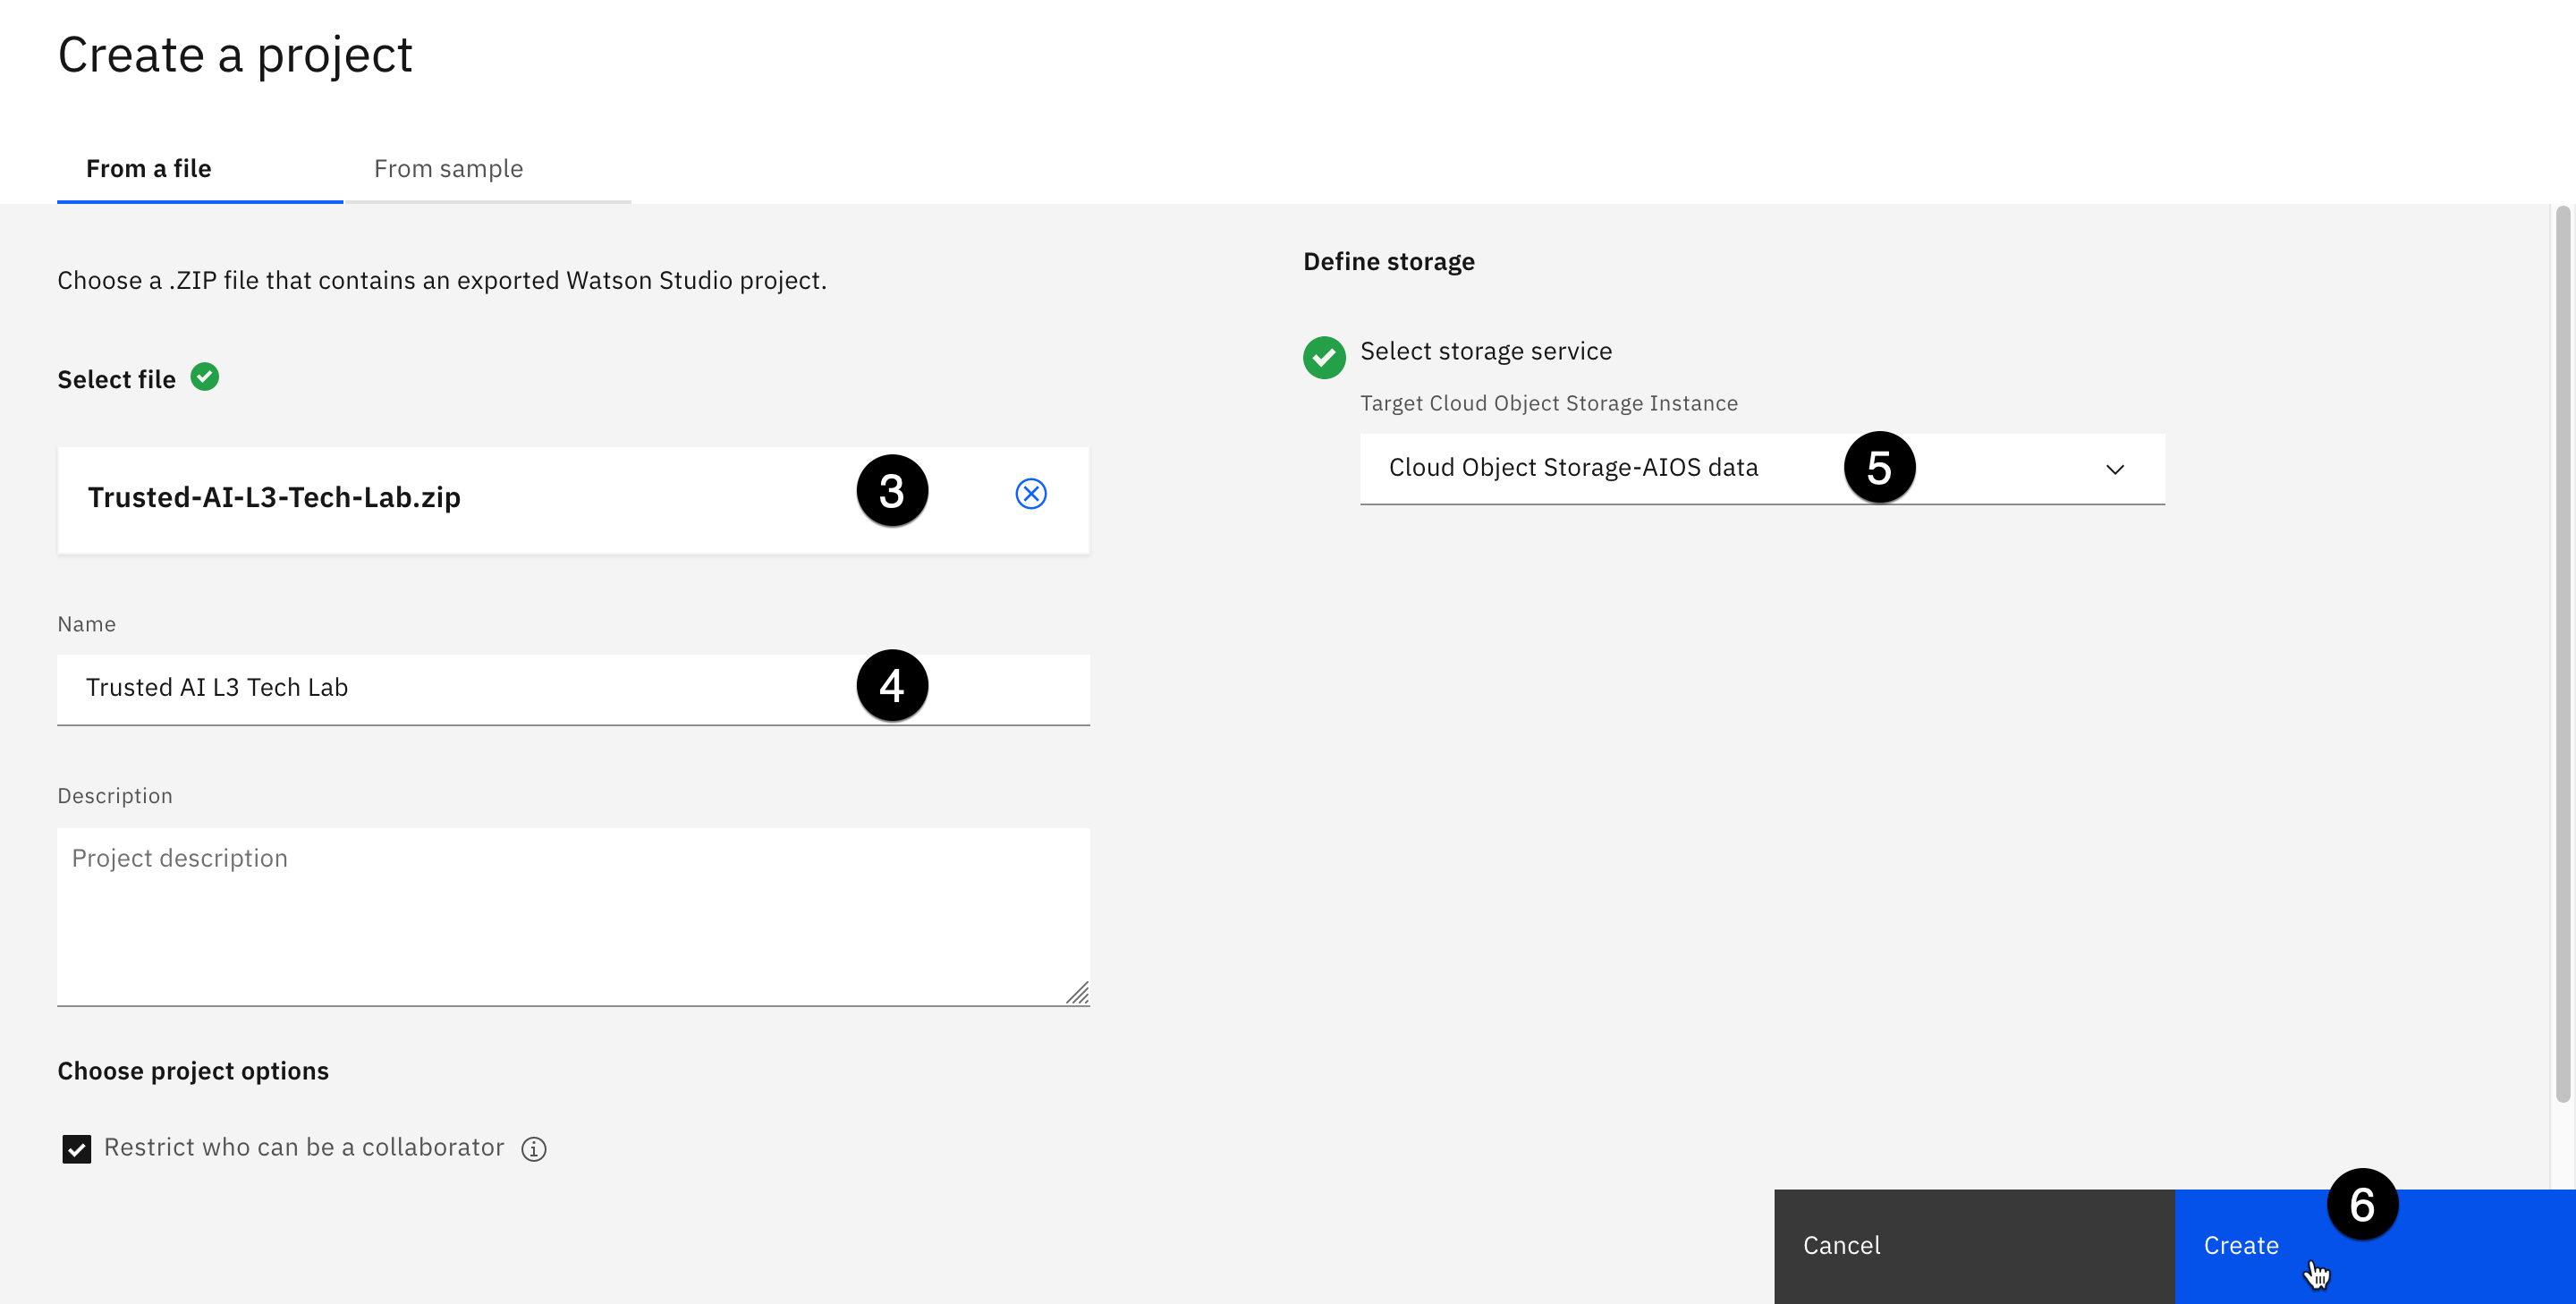 Create a project
From a file
From sample
Choose a .ZIP file that contains an exported Watson Studio project.
Select file
Trusted-AI-L3-Tech-Lab.zip
3
Name
Trusted AI L3 Tech Lab
4
Description
Project description
Choose project options
Restrict who can be a collaborator
Define storage
Select storage service
Target Cloud Object Storage Instance
Cloud Object Storage-AIOS data
5
6
Cancel
Create